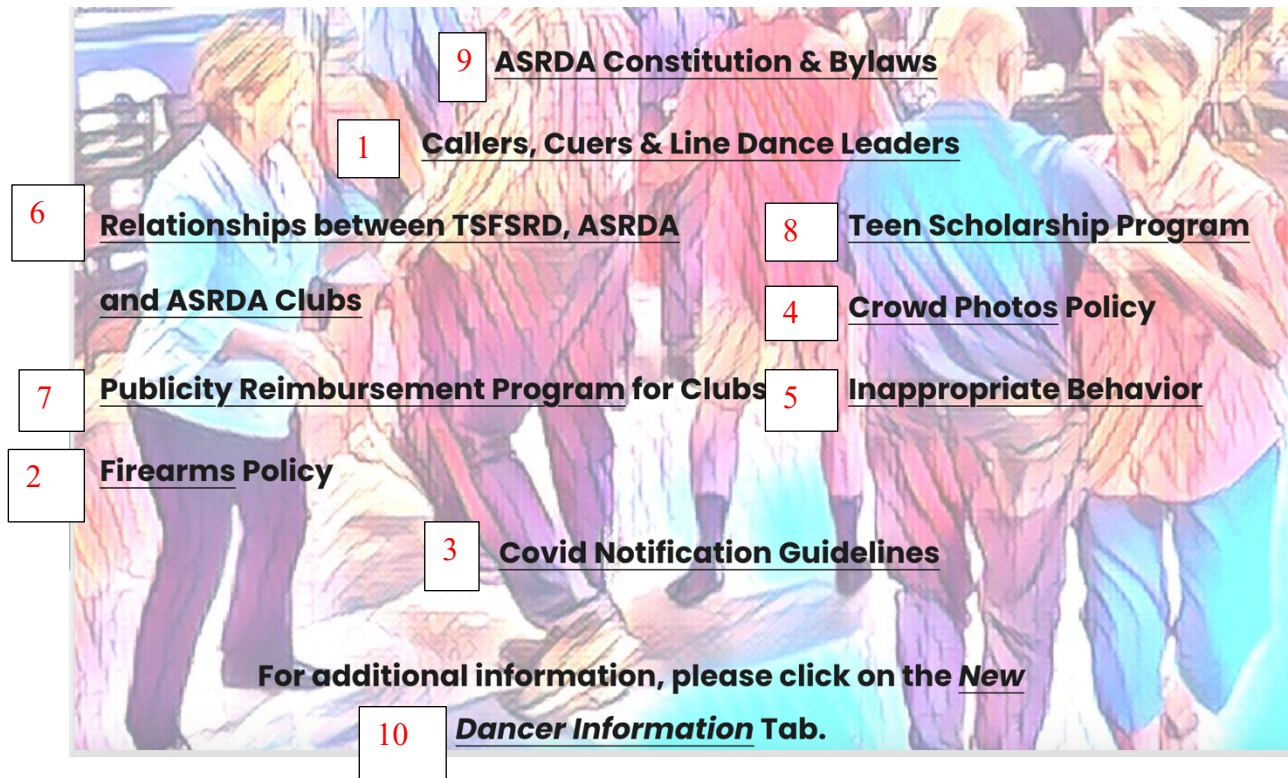 9 ASRDA Constitution & Bylaws
1 Callers, Cuers & Line Dance Leaders
6 Relationships between TSFSRD, ASRDA
and ASRDA Clubs
8 Teen Scholarship Program
4 Crowd Photos Policy
7 Publicity Reimbursement Program for Clubs
5 Inappropriate Behavior
2 Firearms Policy
3 Covid Notification Guidelines
For additional information, please click on the New
10 Dancer Information Tab.